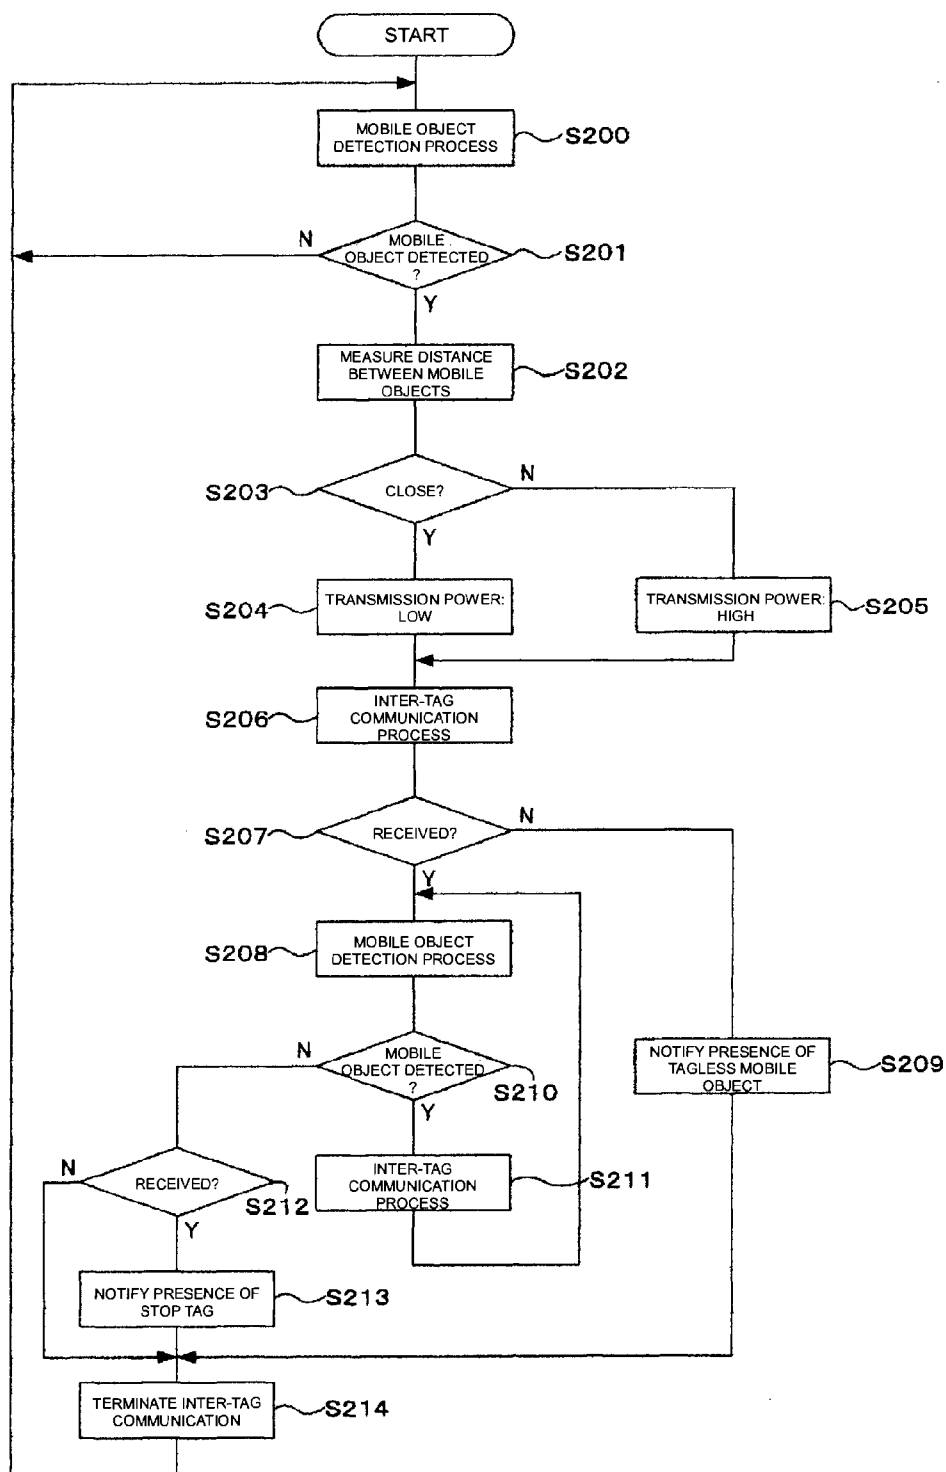 START
MOBILE OBJECT
DETECTION PROCESS
S200
N
MOBILE
OBJECT DETECTED
?
S201
Y
MEASURE DISTANCE
BETWEEN MOBILE
OBJECTS
S202
S203
CLOSE?
N
Y
S204
TRANSMISSION POWER:
LOW
TRANSMISSION POWER:
HIGH
S205
S206
INTER-TAG
COMMUNICATION
PROCESS
S207
RECEIVED?
N
Y
S208
MOBILE OBJECT
DETECTION PROCESS
N
MOBILE
OBJECT DETECTED
?
S210
Y
NOTIFY PRESENCE OF
TAGLESS MOBILE
OBJECT
S209
N
RECEIVED?
S212
Y
INTER-TAG
COMMUNICATION
PROCESS
S211
NOTIFY PRESENCE OF
STOP TAG
S213
TERMINATE INTER-TAG
COMMUNICATION
S214